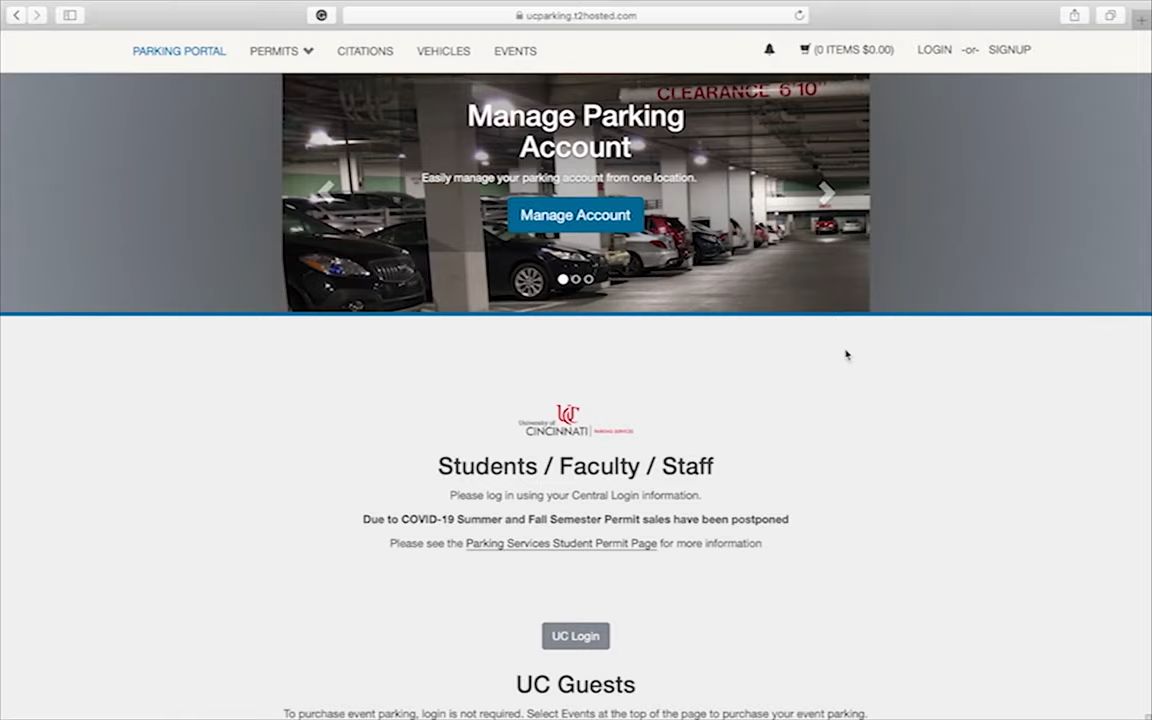 ucparking.t2hosted.com
PARKING PORTAL PERMITS CITATIONS VEHICLES EVENTS (0 ITEMS $0.00) LOGIN -or- SIGNUP
CLEARANCE 6'10"
Manage Parking
Account
Easily manage your parking account from one location.
Manage Account
University of
CINCINNATI PARKING SERVICES
Students / Faculty / Staff
Please log in using your Central Login information.
Due to COVID-19 Summer and Fall Semester Permit sales have been postponed
Please see the Parking Services Student Permit Page for more information
UC Login
UC Guests
To purchase event parking, login is not required. Select Events at the top of the page to purchase your event parking.